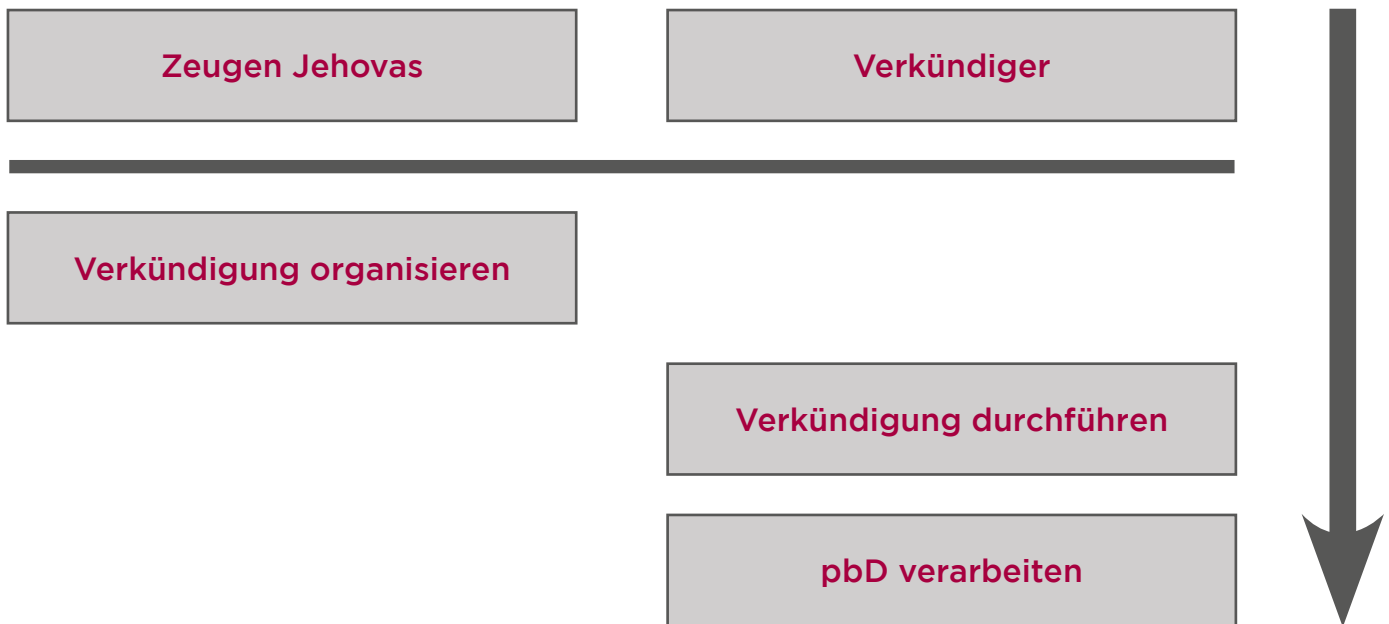 Zeugen Jehovas
Verkündiger
Verkündigung organisieren
Verkündigung durchführen
pbD verarbeiten